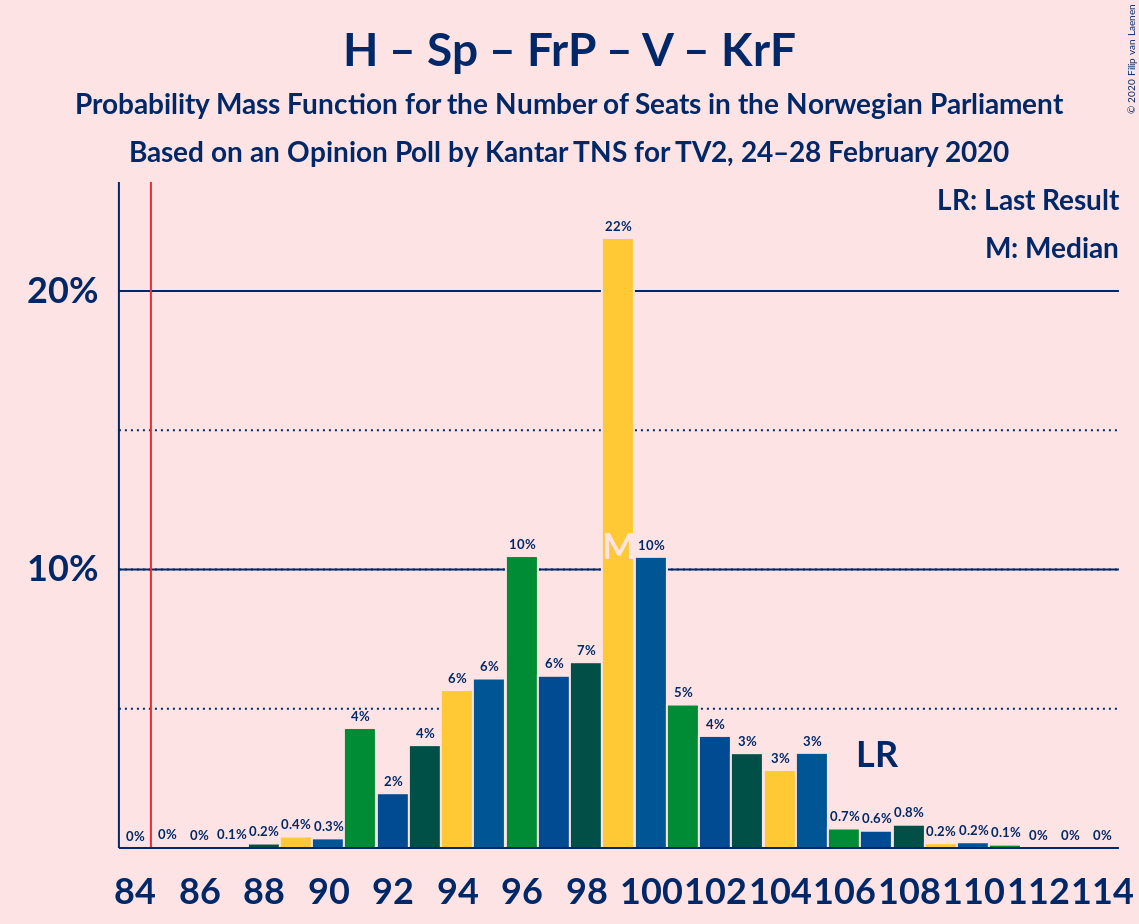 H – Sp – FrP – V – KrF
Probability Mass Function for the Number of Seats in the Norwegian Parliament
Based on an Opinion Poll by Kantar TNS for TV2, 24–28 February 2020
© 2020 Filip van Laenen
LR: Last Result
M: Median
20%
10%
0% 0% 0% 0.1% 0.2% 0.4% 0.3% 4% 2% 4% 6% 6% 10% 6% 7% 22% 10% 5% 4% 3% 3% 3% 0.7% 0.6% 0.8% 0.2% 0.2% 0.1% 0% 0% 0%
M
LR
84 86 88 90 92 94 96 98 100 102 104 106 108 110 112 114